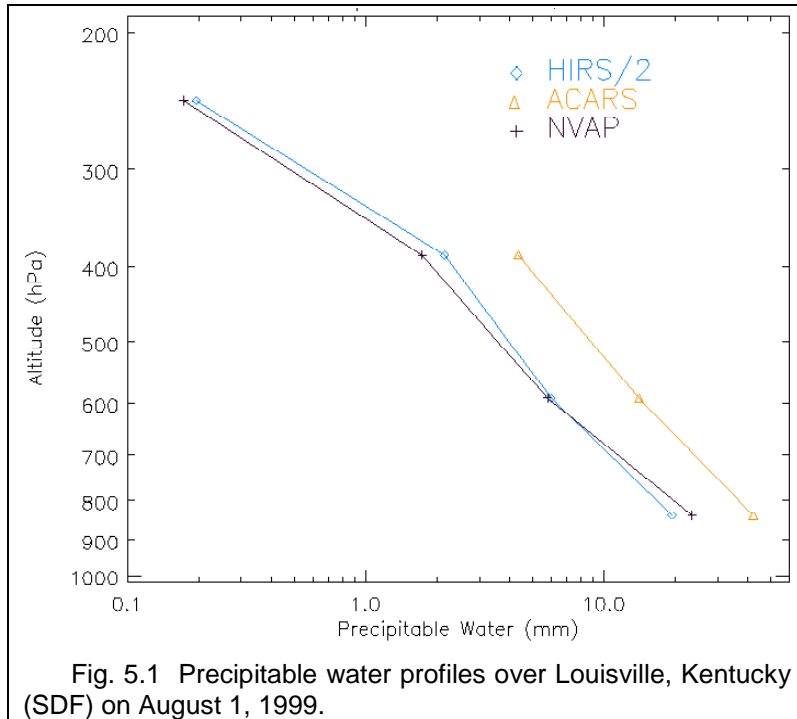 HIRS/2
ACARS
NVAP
Altitude (hPa)
200
300
400
500
600
700
800
900
1000
0.1
1.0
10.0
Precipitable Water (mm)
Fig. 5.1 Precipitable water profiles over Louisville, Kentucky
(SDF) on August 1, 1999.